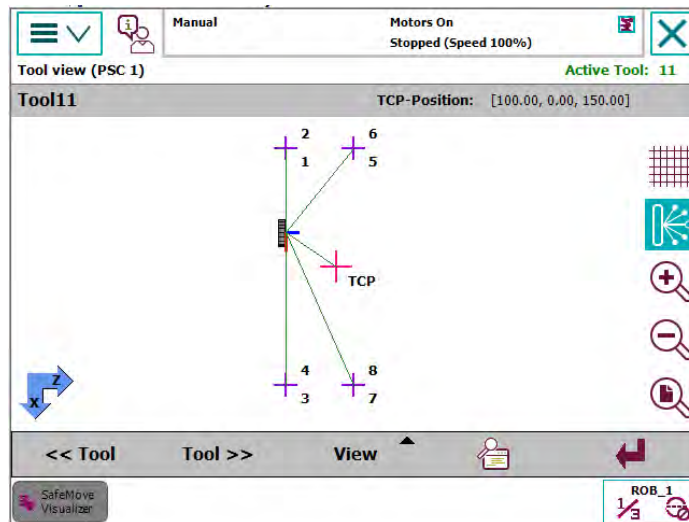 Manual
Motors On
Stopped (Speed 100%)
Tool view (PSC 1)
Active Tool: 11
Tool11
TCP-Position: [100.00, 0.00, 150.00]
2 6
1 5
TCP
4 8
3 7
Z
X
<< Tool Tool >> View
SafeMove
Visualizer
ROB_1
1/3